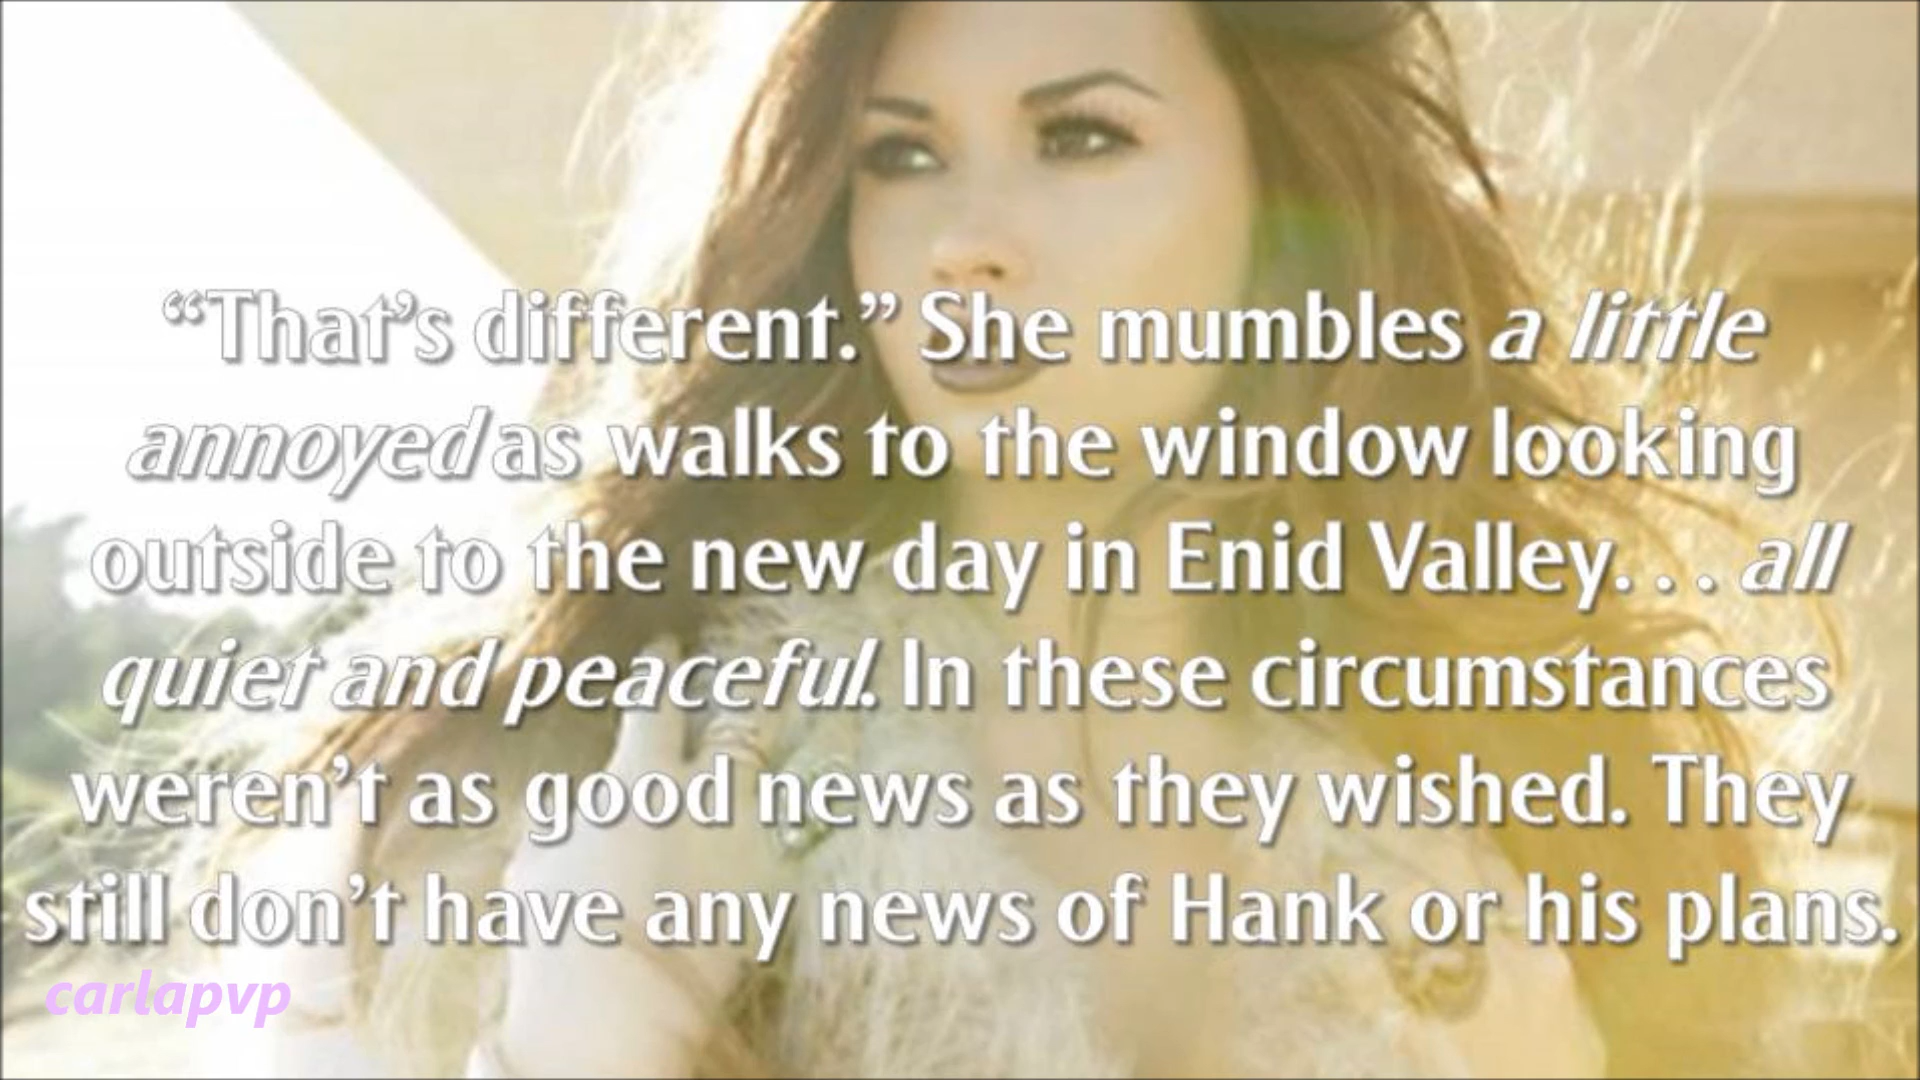 “That’s different.” She mumbles a little
annoyed as walks to the window looking
outside to the new day in Enid Valley. . . all
quiet and peaceful. In these circumstances
weren’t as good news as they wished. They
still don’t have any news of Hank or his plans.
carlapvp